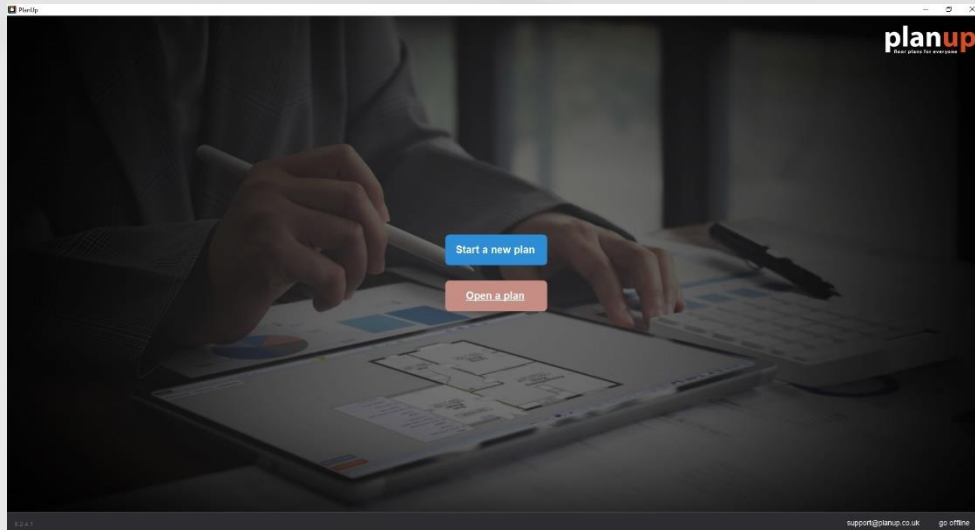 PlanUp
planup
floor plans for everyone
Start a new plan
Open a plan
support@planup.co.uk go offline